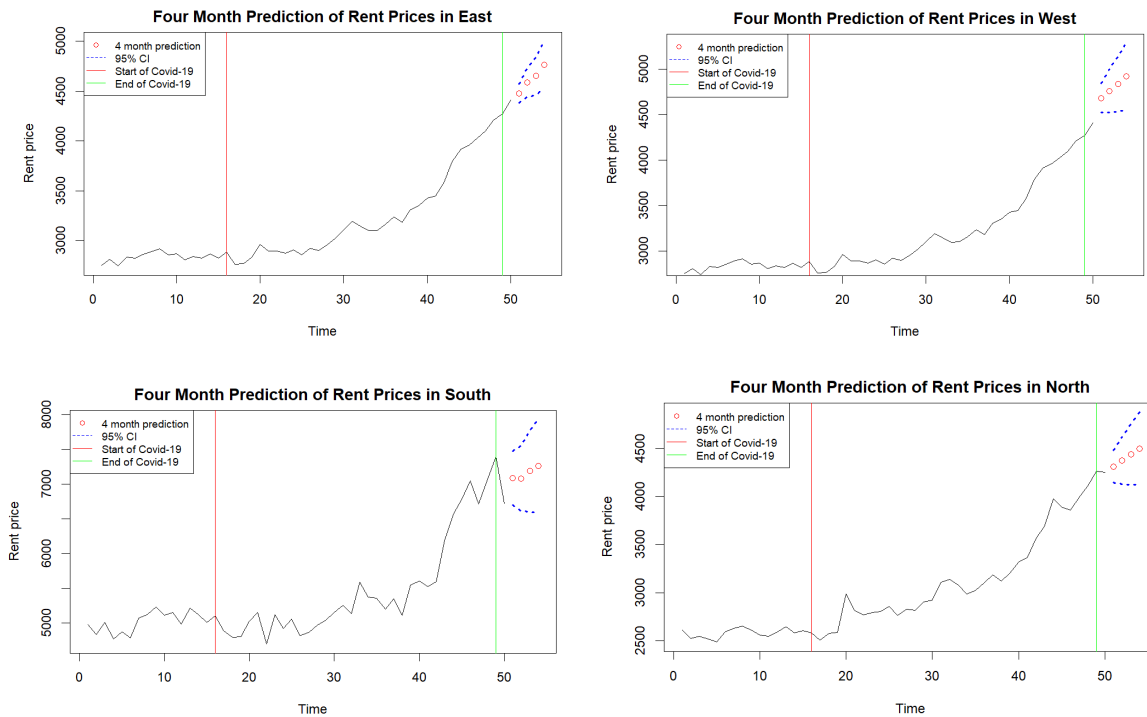 Four Month Prediction of Rent Prices in East
4 month prediction
95% CI
Start of Covid-19
End of Covid-19
Rent price
5000
4500
4000
3500
3000
0 10 20 30 40 50
Time
Four Month Prediction of Rent Prices in West
4 month prediction
95% CI
Start of Covid-19
End of Covid-19
Rent price
5000
4500
4000
3500
3000
0 10 20 30 40 50
Time
Four Month Prediction of Rent Prices in South
4 month prediction
95% CI
Start of Covid-19
End of Covid-19
Rent price
8000
7000
6000
5000
0 10 20 30 40 50
Time
Four Month Prediction of Rent Prices in North
4 month prediction
95% CI
Start of Covid-19
End of Covid-19
Rent price
4500
4000
3500
3000
2500
0 10 20 30 40 50
Time